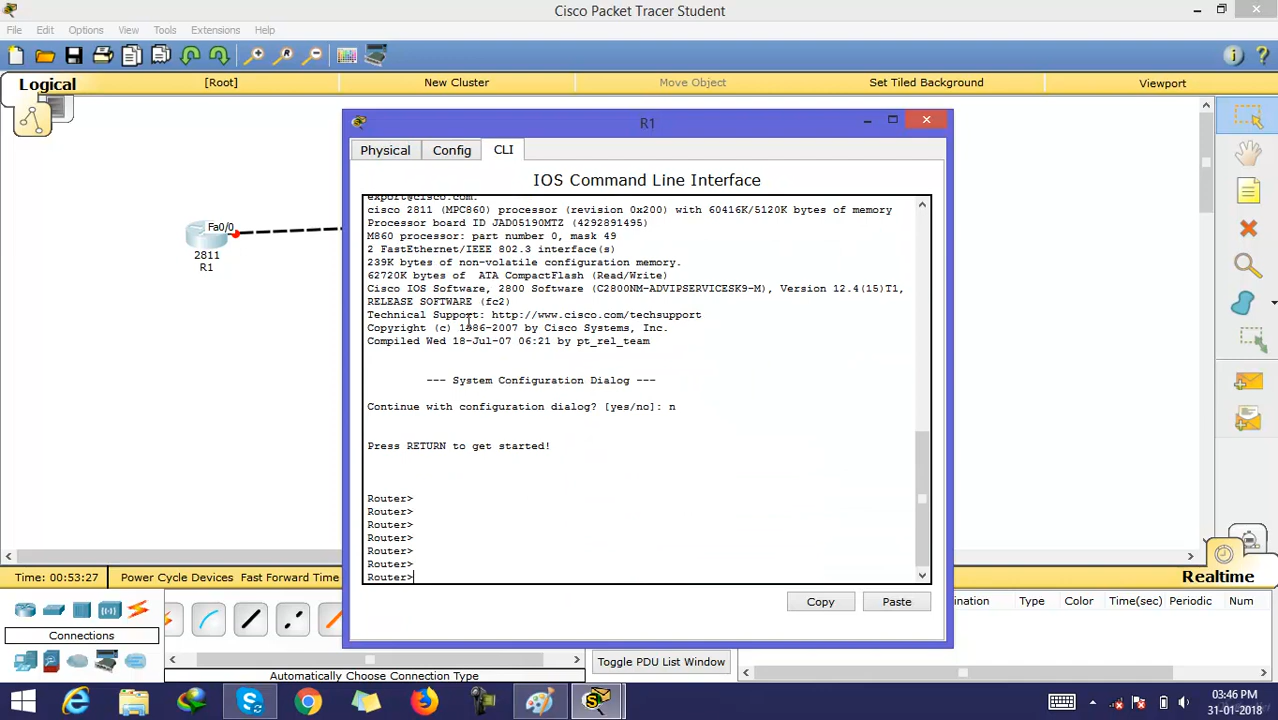 Cisco Packet Tracer Student
File Edit Options View Tools Extensions Help
Logical [Root] New Cluster Move Object Set Tiled Background Viewport
R1
Physical Config CLI
IOS Command Line Interface
export@cisco.com.
cisco 2811 (MPC860) processor (revision 0x200) with 60416K/5120K bytes of memory
Processor board ID JAD05190MTZ (4292891495)
M860 processor: part number 0, mask 49
2 FastEthernet/IEEE 802.3 interface(s)
239K bytes of non-volatile configuration memory.
62720K bytes of ATA CompactFlash (Read/Write)
Cisco IOS Software, 2800 Software (C2800NM-ADVIPSERVICESK9-M), Version 12.4(15)T1,
RELEASE SOFTWARE (fc2)
Technical Support: http://www.cisco.com/techsupport
Copyright (c) 1986-2007 by Cisco Systems, Inc.
Compiled Wed 18-Jul-07 06:21 by pt_rel_team
--- System Configuration Dialog ---
Continue with configuration dialog? [yes/no]: n
Press RETURN to get started!
Router>
Router>
Router>
Router>
Router>
Router>
Router>
Copy Paste
Fa0/0
2811
R1
Time: 00:53:27 Power Cycle Devices Fast Forward Time
Realtime
Connections
Automatically Choose Connection Type
Toggle PDU List Window
ination Type Color Time(sec) Periodic Num
03:46 PM
31-01-2018